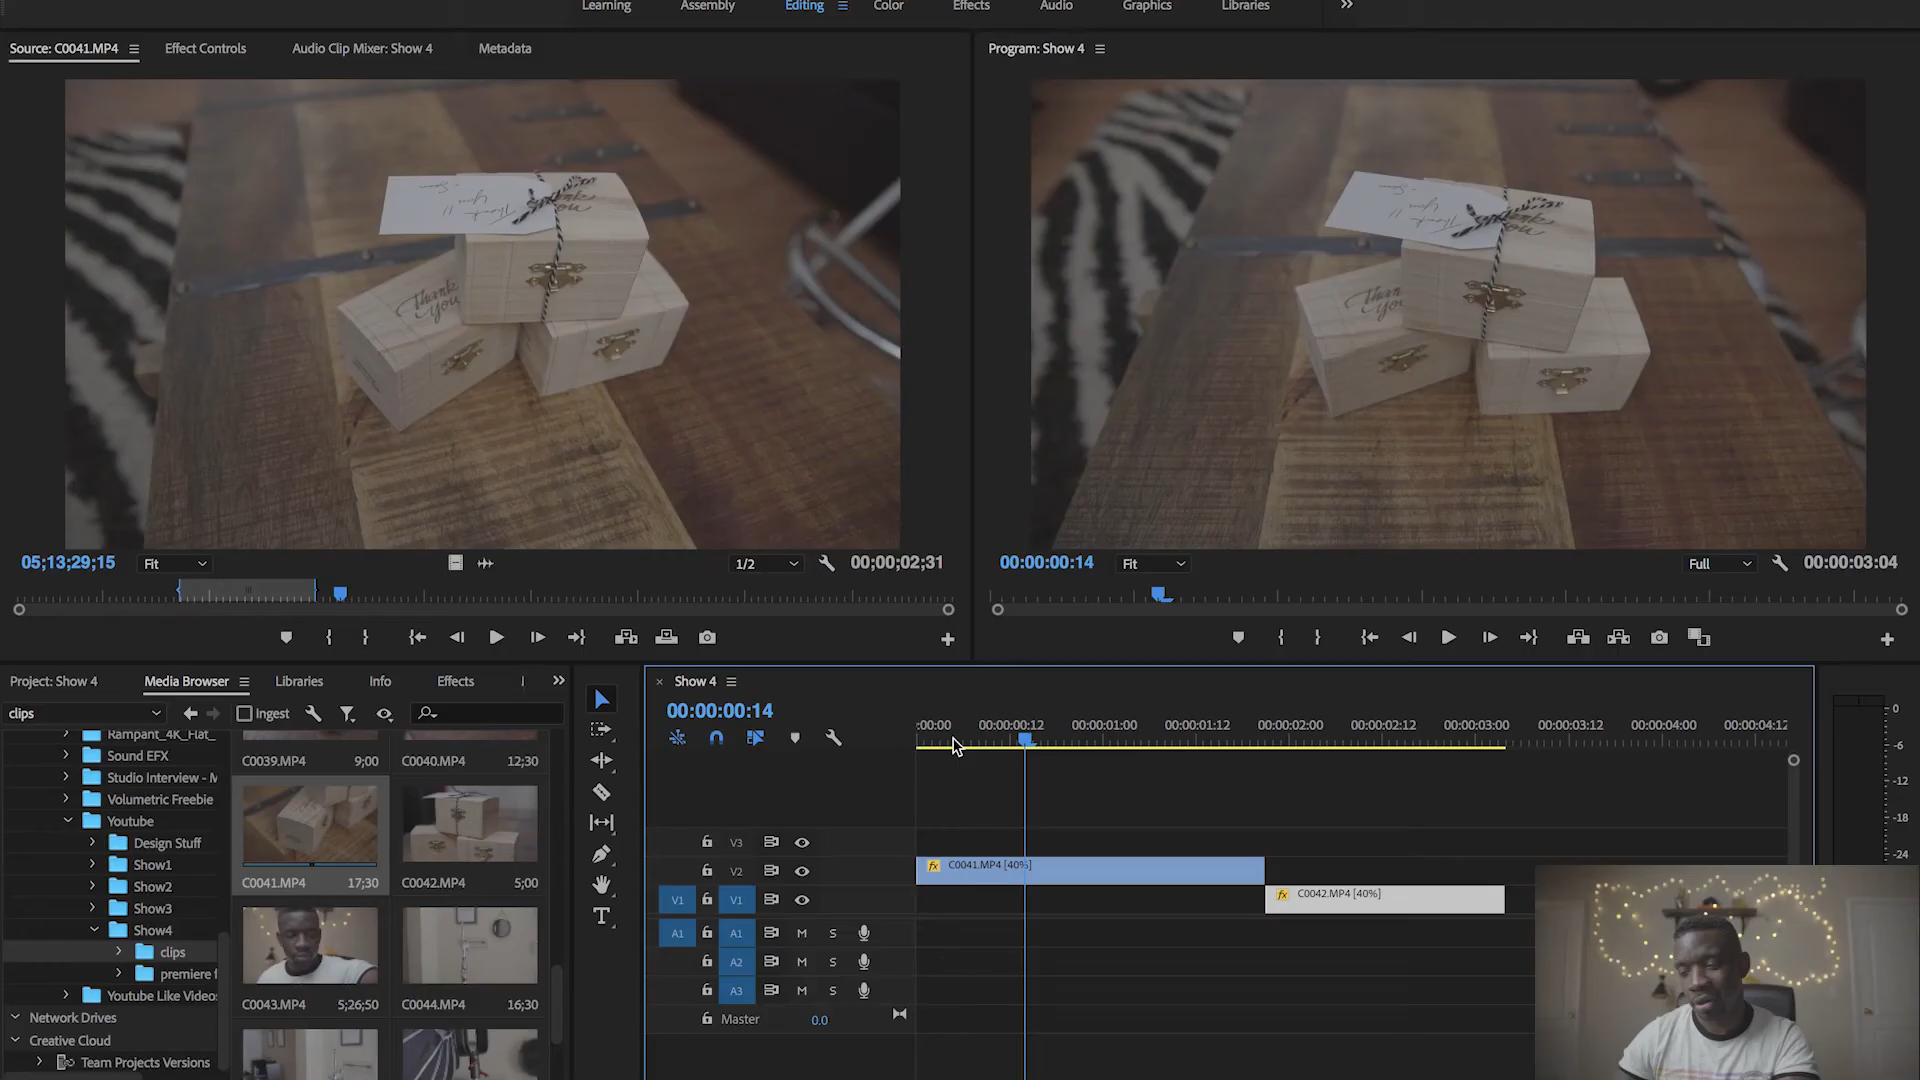 Learning Assembly Editing Color Effects Audio Graphics Libraries
Source: C0041.MP4 Effect Controls Audio Clip Mixer: Show 4 Metadata
Program: Show 4
Thank You !!
Thank You
05;13;29;15 Fit 1/2 00;00;02;31
00:00:00:14 Fit Full 00:00:03:04
Project: Show 4 Media Browser Libraries Info Effects
clips Ingest
Rampant_4K_Flat_
Sound EFX
Studio Interview - M
Volumetric Freebie
Youtube
Design Stuff
Show1
Show2
Show3
Show4
clips
premiere f
Youtube Like Video
Network Drives
Creative Cloud
Team Projects Versions
C0039.MP4 9;00 C0040.MP4 12;30
C0041.MP4 17;30 C0042.MP4 5;00
C0043.MP4 5;26;50 C0044.MP4 16;30
T
× Show 4
00:00:00:14
:00:00 00:00:00:12 00:00:01:00 00:00:01:12 00:00:02:00 00:00:02:12 00:00:03:00 00:00:03:12 00:00:04:00 00:00:04:12
V3
V2 fx C0041.MP4 [40%]
V1 V1 fx C0042.MP4 [40%]
A1 A1 M S
A2 M S
A3 M S
Master 0.0
0
-6
-12
-18
-24